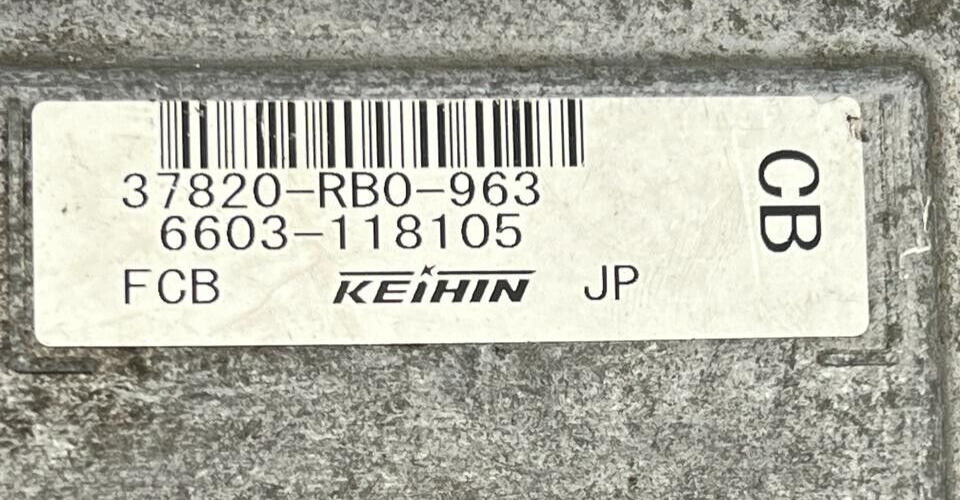 37820-RB0-963
6603-118105
FCB KEIHIN JP
CB